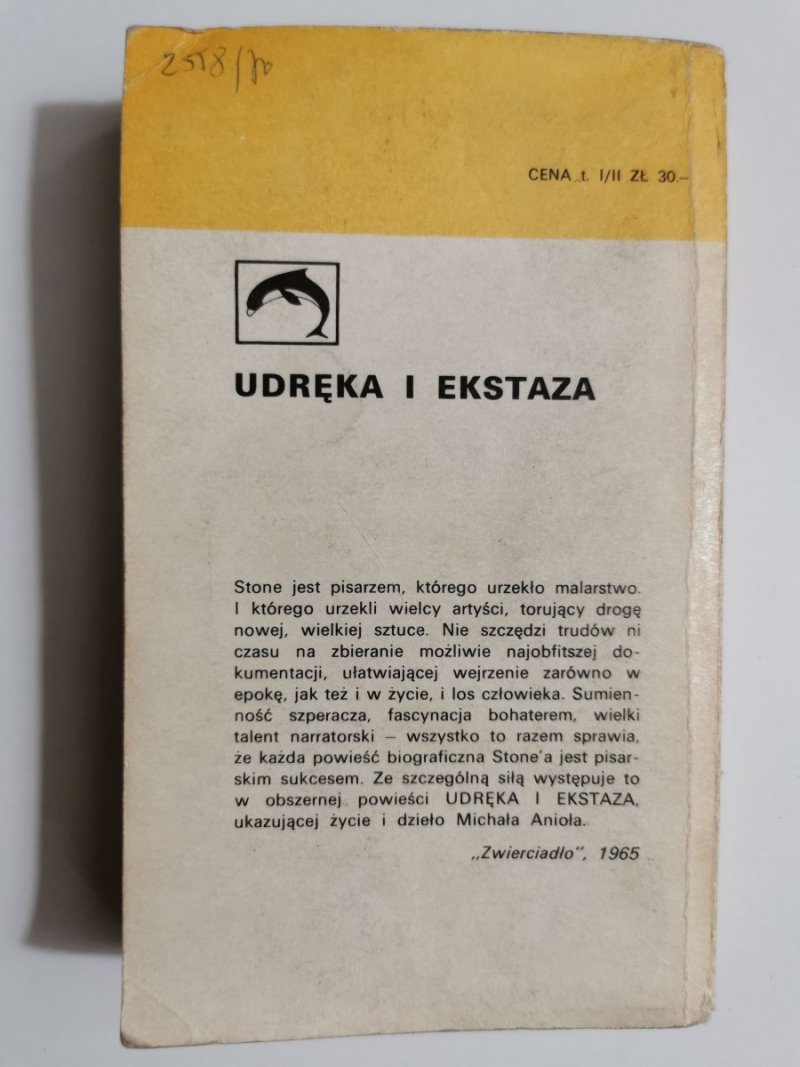 CENA t. I/II ZŁ 30.–
UDRĘKA I EKSTAZA
Stone jest pisarzem, którego urzekło malarstwo.
I którego urzekli wielcy artyści, torujący drogę
nowej, wielkiej sztuce. Nie szczędzi trudów ni
czasu na zbieranie możliwie najobfitszej do-
kumentacji, ułatwiającej wejrzenie zarówno w
epokę, jak też i w życie, i los człowieka. Sumien-
ność szperacza, fascynacja bohaterem, wielki
talent narratorski – wszystko to razem sprawia,
że każda powieść biograficzna Stone'a jest pisar-
skim sukcesem. Ze szczególną siłą występuje to
w obszernej powieści UDRĘKA I EKSTAZA,
ukazującej życie i dzieło Michała Anioła.
„Zwierciadło”, 1965